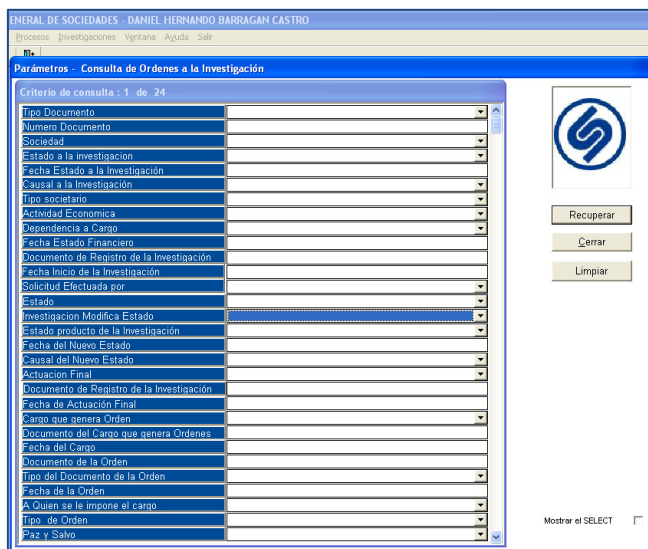 ENERAL DE SOCIEDADES - DANIEL HERNANDO BARRAGAN CASTRO
Procesos Investigaciones Ventana Ayuda Salir
Parámetros - Consulta de Ordenes a la Investigación
Criterio de consulta : 1 de 24
Tipo Documento
Numero Documento
Sociedad
Estado a la investigacion
Fecha Estado a la Investigación
Causal a la Investigación
Tipo societario
Actividad Economica
Dependencia a Cargo
Fecha Estado Financiero
Documento de Registro de la Investigación
Fecha Inicio de la Investigación
Solicitud Efectuada por
Estado
Investigacion Modifica Estado
Estado producto de la Investigación
Fecha del Nuevo Estado
Causal del Nuevo Estado
Actuacion Final
Documento de Registro de la Investigación
Fecha de Actuación Final
Cargo que genera Orden
Documento del Cargo que genera Ordenes
Fecha del Cargo
Documento de la Orden
Tipo del Documento de la Orden
Fecha de la Orden
A Quien se le impone el cargo
Tipo de Orden
Paz y Salvo
Recuperar
Cerrar
Limpiar
Mostrar el SELECT